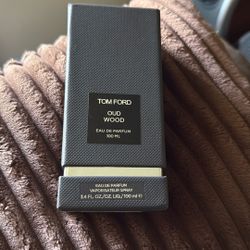 TOM FORD
OUD
WOOD
EAU DE PARFUM
100 ML
EAU DE PARFUM
VAPORISATEUR SPRAY
3.4 FL.OZ./OZ. LIQ./100 ml ℮